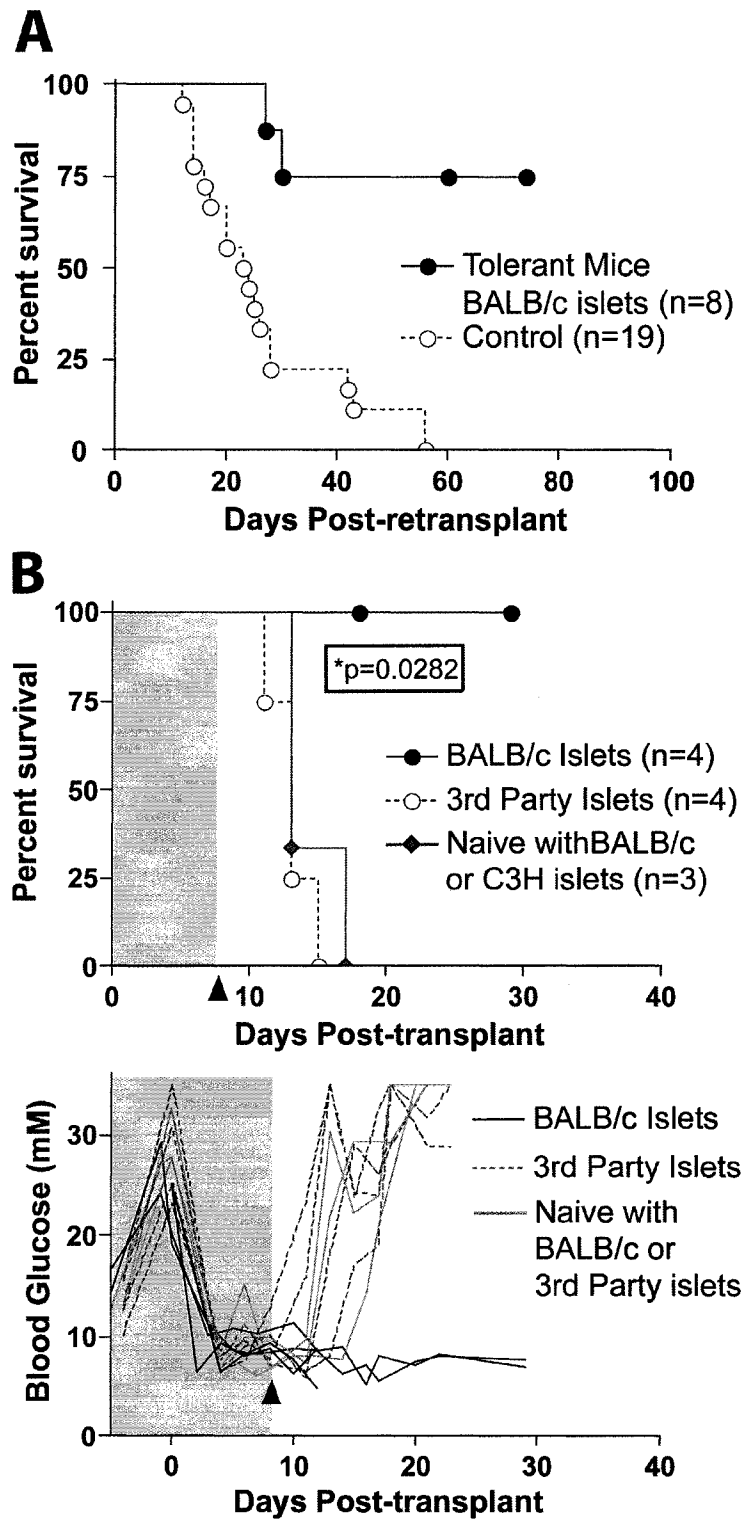 A
Percent survival
100
75
50
25
0
Tolerant Mice
BALB/c islets (n=8)
Control (n=19)
0 20 40 60 80 100
Days Post-retransplant
B
Percent survival
100
75
50
25
0
*p=0.0282
BALB/c Islets (n=4)
3rd Party Islets (n=4)
Naive withBALB/c
or C3H islets (n=3)
0 10 20 30 40
Days Post-transplant
Blood Glucose (mM)
30
20
10
0
BALB/c Islets
3rd Party Islets
Naive with
BALB/c or
3rd Party islets
0 10 20 30 40
Days Post-transplant